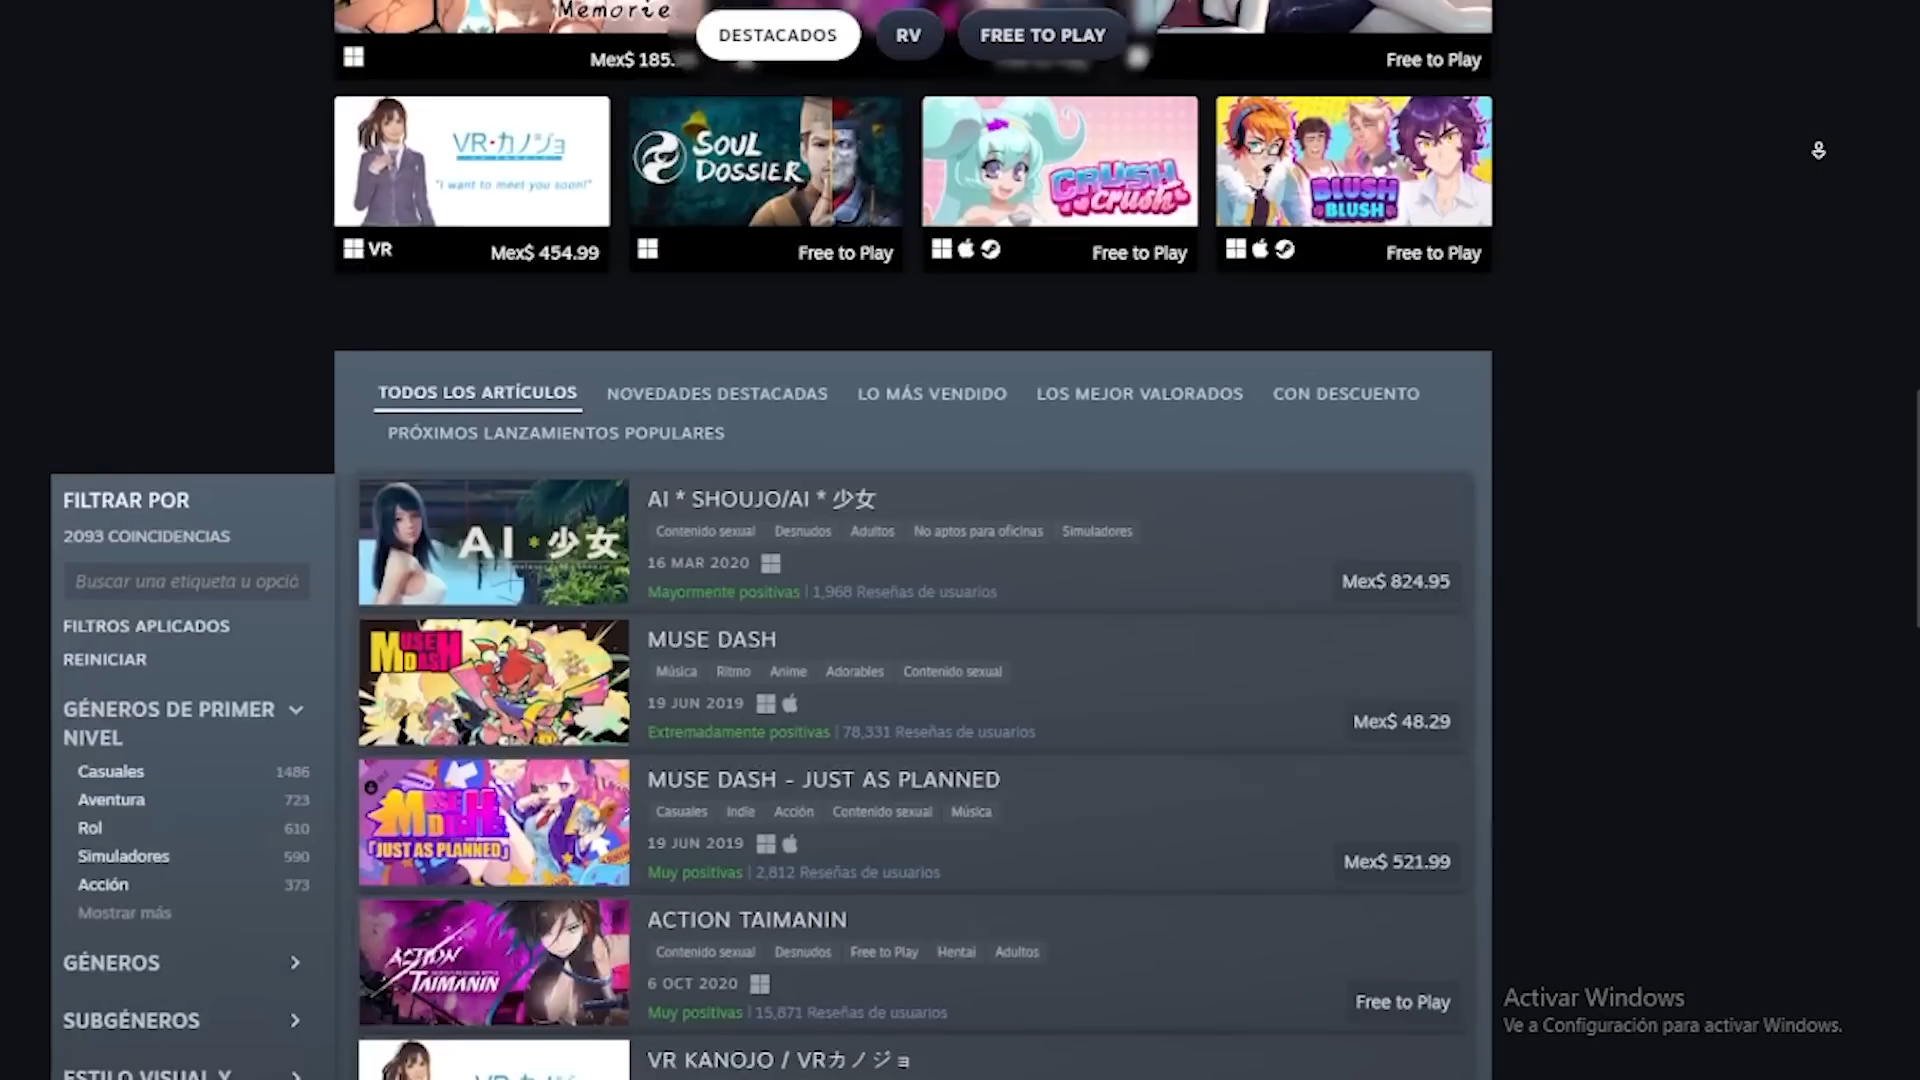 Memorie
DESTACADOS
RV
FREE TO PLAY
Mex$ 185.
Free to Play
VR・カノジョ
"I want to meet you soon!"
SOUL
DOSSIER
CRUSH
crush
BLUSH
BLUSH
VR
Mex$ 454.99
Free to Play
Free to Play
Free to Play
TODOS LOS ARTÍCULOS
NOVEDADES DESTACADAS
LO MÁS VENDIDO
LOS MEJOR VALORADOS
CON DESCUENTO
PRÓXIMOS LANZAMIENTOS POPULARES
FILTRAR POR
2093 COINCIDENCIAS
Buscar una etiqueta u opció
FILTROS APLICADOS
REINICIAR
GÉNEROS DE PRIMER
NIVEL
Casuales 1486
Aventura 723
Rol 610
Simuladores 590
Acción 373
Mostrar más
GÉNEROS
SUBGÉNEROS
ESTILO VISUAL Y
AI*少女
AI * SHOUJO/AI * 少女
Contenido sexual Desnudos Adultos No aptos para oficinas Simuladores
16 MAR 2020
Mayormente positivas | 1,968 Reseñas de usuarios
Mex$ 824.95
MUSE
DASH
MUSE DASH
Música Ritmo Anime Adorables Contenido sexual
19 JUN 2019
Extremadamente positivas | 78,331 Reseñas de usuarios
Mex$ 48.29
MUSE
DASH
「JUST AS PLANNED」
MUSE DASH - JUST AS PLANNED
Casuales Indie Acción Contenido sexual Música
19 JUN 2019
Muy positivas | 2,812 Reseñas de usuarios
Mex$ 521.99
ACTION
TAIMANIN
ACTION TAIMANIN
Contenido sexual Desnudos Free to Play Hentai Adultos
6 OCT 2020
Muy positivas | 15,871 Reseñas de usuarios
Free to Play
VR KANOJO / VRカノジョ
Activar Windows
Ve a Configuración para activar Windows.